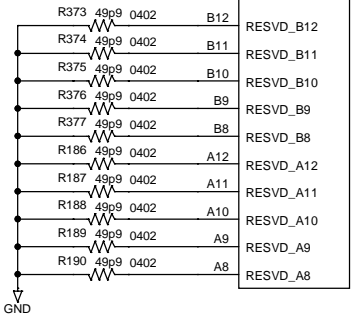 R373 49p9 0402 B12 RESVD_B12
R374 49p9 0402 B11 RESVD_B11
R375 49p9 0402 B10 RESVD_B10
R376 49p9 0402 B9 RESVD_B9
R377 49p9 0402 B8 RESVD_B8
R186 49p9 0402 A12 RESVD_A12
R187 49p9 0402 A11 RESVD_A11
R188 49p9 0402 A10 RESVD_A10
R189 49p9 0402 A9 RESVD_A9
R190 49p9 0402 A8 RESVD_A8
GND